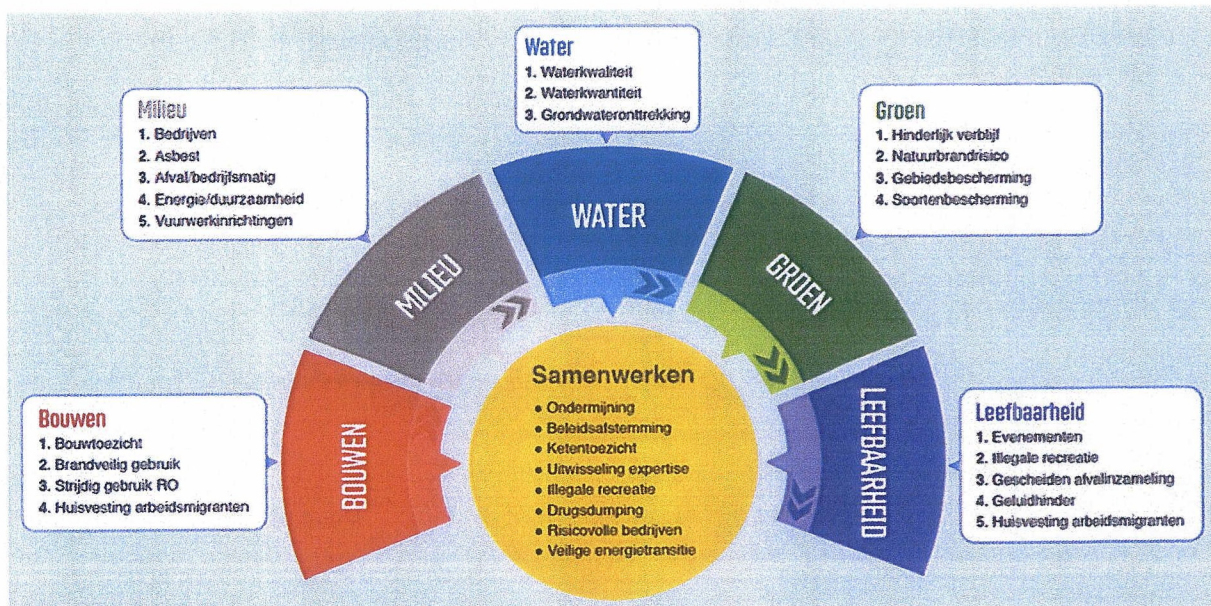 Water
1. Waterkwaliteit
2. Waterkwantiteit
3. Grondwateronttrekking
Milieu
1. Bedrijven
2. Asbest
3. Afval/bedrijfsmatig
4. Energie/duurzaamheid
5. Vuurwerkinrichtingen
Groen
1. Hinderlijk verblijf
2. Natuurbrandrisico
3. Gebiedsbescherming
4. Soortenbescherming
WATER
MILIEU
GROEN
Bouwen
1. Bouwtoezicht
2. Brandveilig gebruik
3. Strijdig gebruik RO
4. Huisvesting arbeidsmigranten
BOUWEN
Samenwerken
• Ondermijning
• Beleidsafstemming
• Ketentoezicht
• Uitwisseling expertise
• Illegale recreatie
• Drugsdumping
• Risicovolle bedrijven
• Veilige energietransitie
LEEFBAARHEID
Leefbaarheid
1. Evenementen
2. Illegale recreatie
3. Gescheiden afvalinzameling
4. Geluidhinder
5. Huisvesting arbeidsmigranten